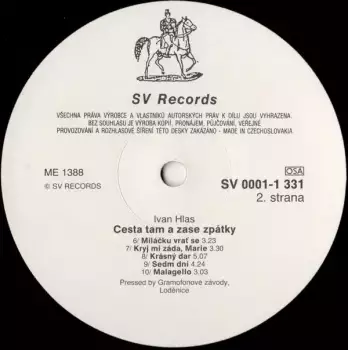 SV Records
VŠECHNA PRÁVA VÝROBCE A VLASTNÍKŮ AUTORSKÝCH PRÁV K DÍLU JSOU VYHRAZENA.
BEZ SOUHLASU JE VÝROBA KOPIÍ, PRONÁJEM, PŮJČOVÁNÍ, VEŘEJNÉ
PROVOZOVÁNÍ A ROZHLASOVÉ ŠÍŘENÍ TÉTO DESKY ZAKÁZÁNO - MADE IN CZECHOSLOVAKIA.
ME 1388
© SV RECORDS
OSA
SV 0001-1 331
2. strana
Ivan Hlas
Cesta tam a zase zpátky
6/ Miláčku vrať se 3.23
7/ Kryj mi záda, Marie 3.30
8/ Krásný dar 5.07
9/ Sedm dní 4.24
10/ Malagello 3.03
Pressed by Gramofonové závody,
Loděnice